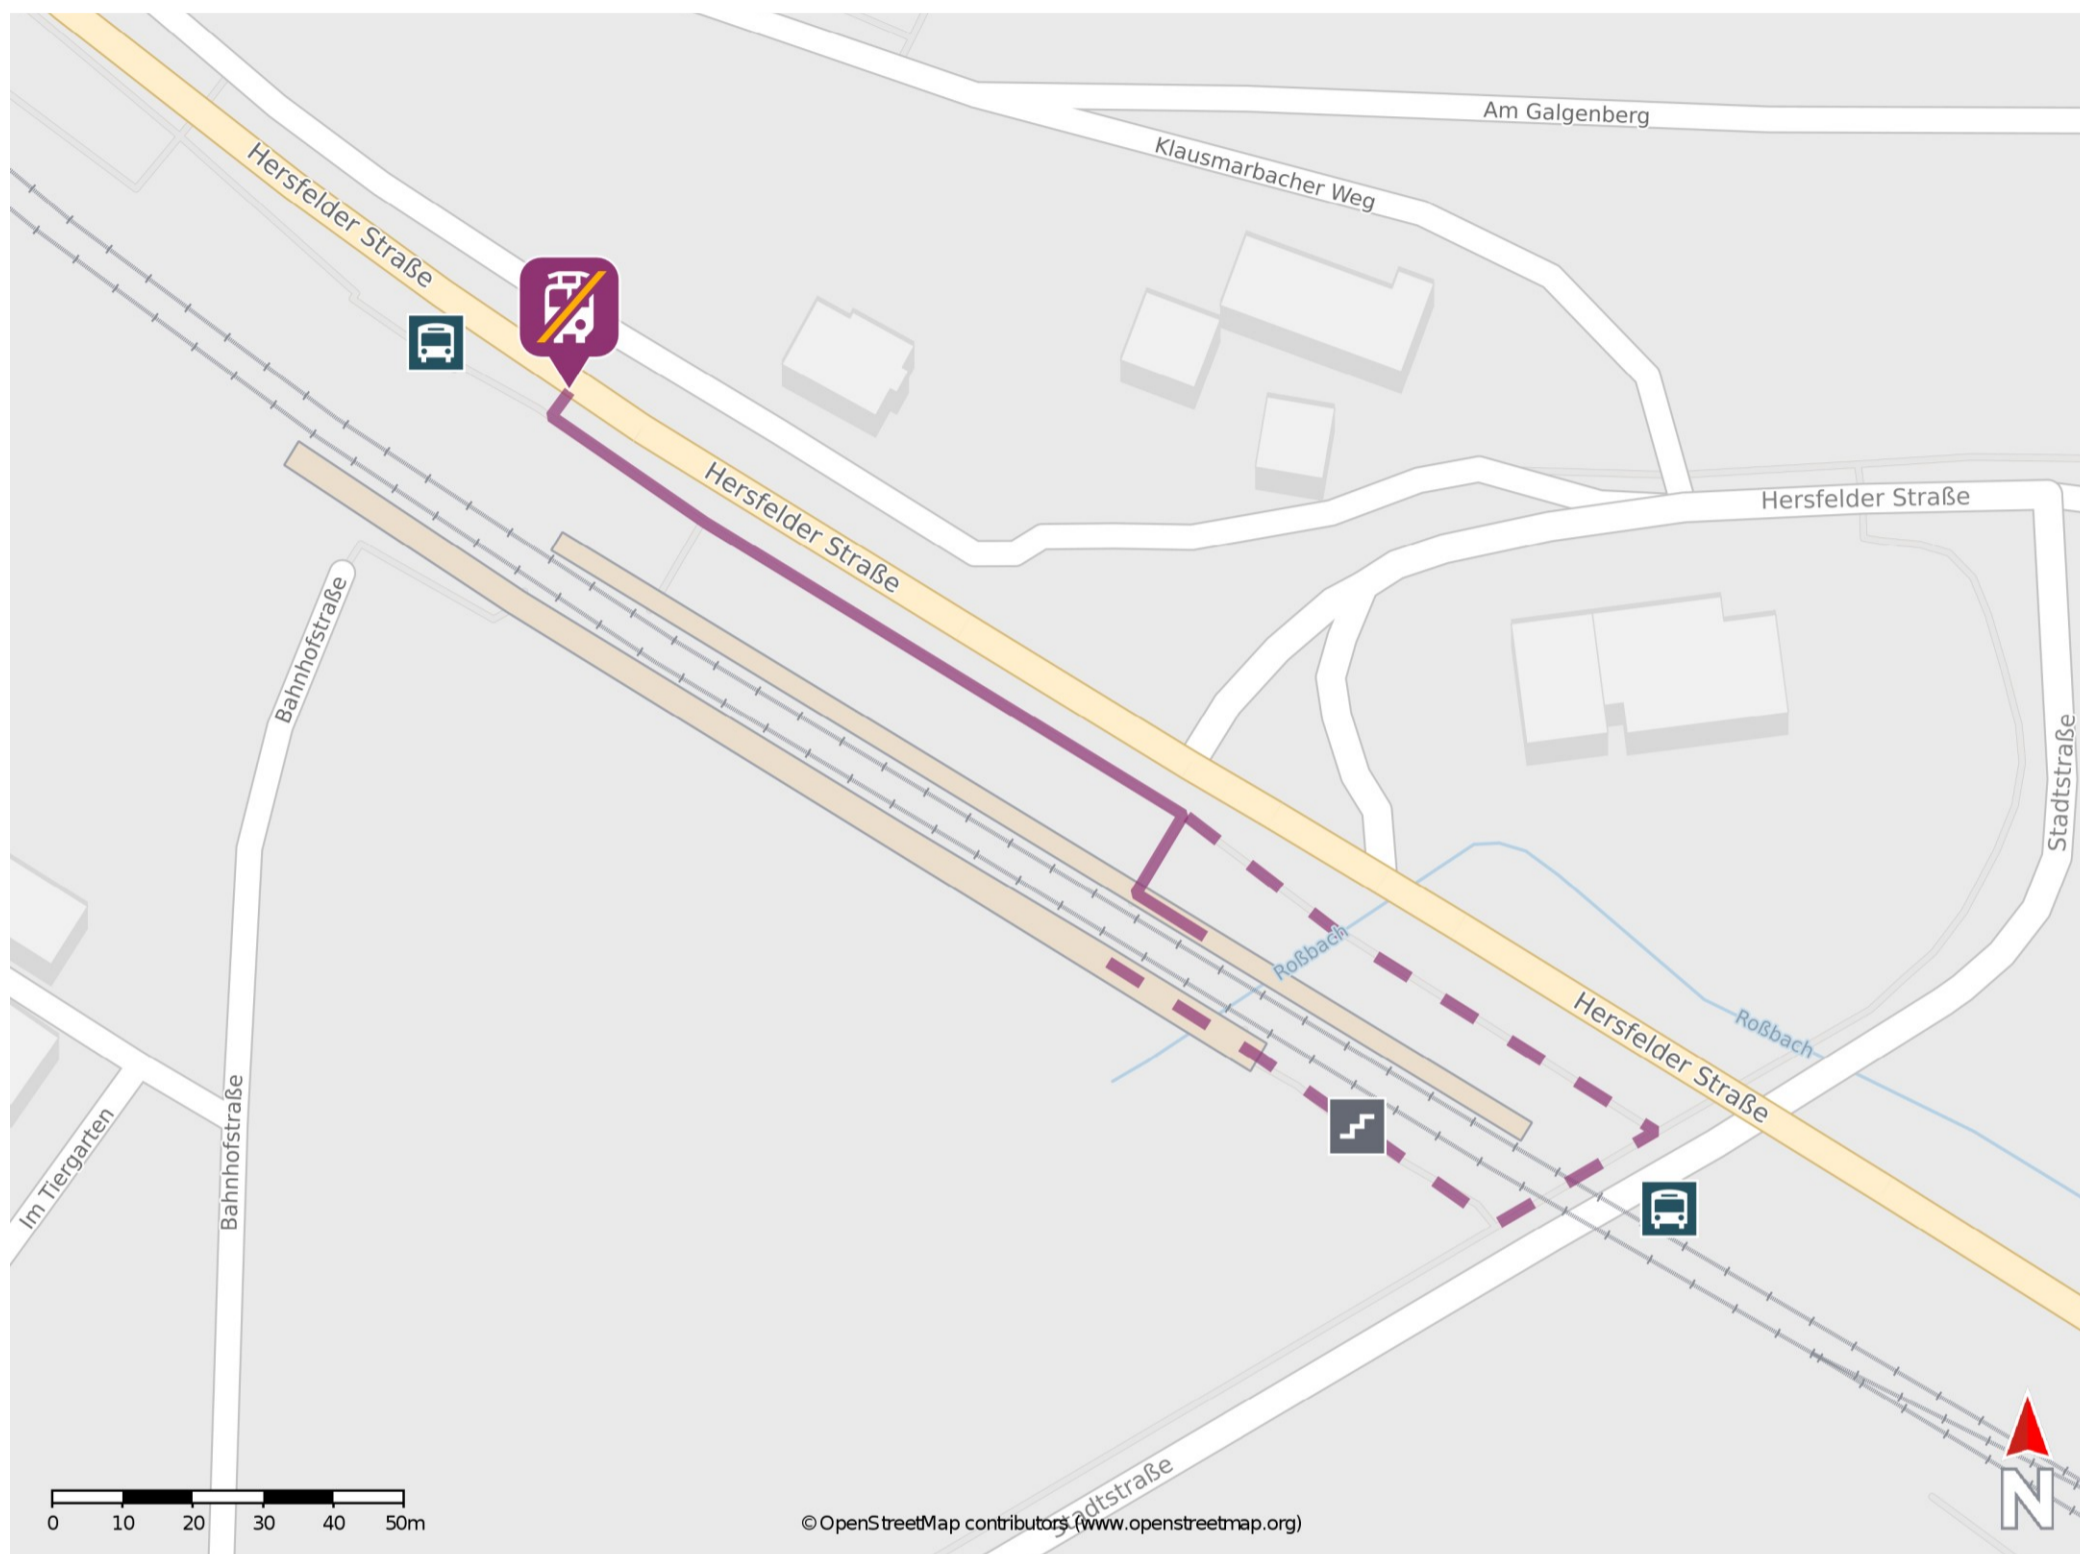 Am Galgenberg
Klausmarbacher Weg
Hersfelder Straße
Hersfelder Straße
Hersfelder Straße
Bahnhofstraße
Stadtstraße
Roßbach
Roßbach
Hersfelder Straße
Bahnhofstraße
Im Tiergarten
Stadtstraße
N
0 10 20 30 40 50m
©OpenStreetMap contributors (www.openstreetmap.org)